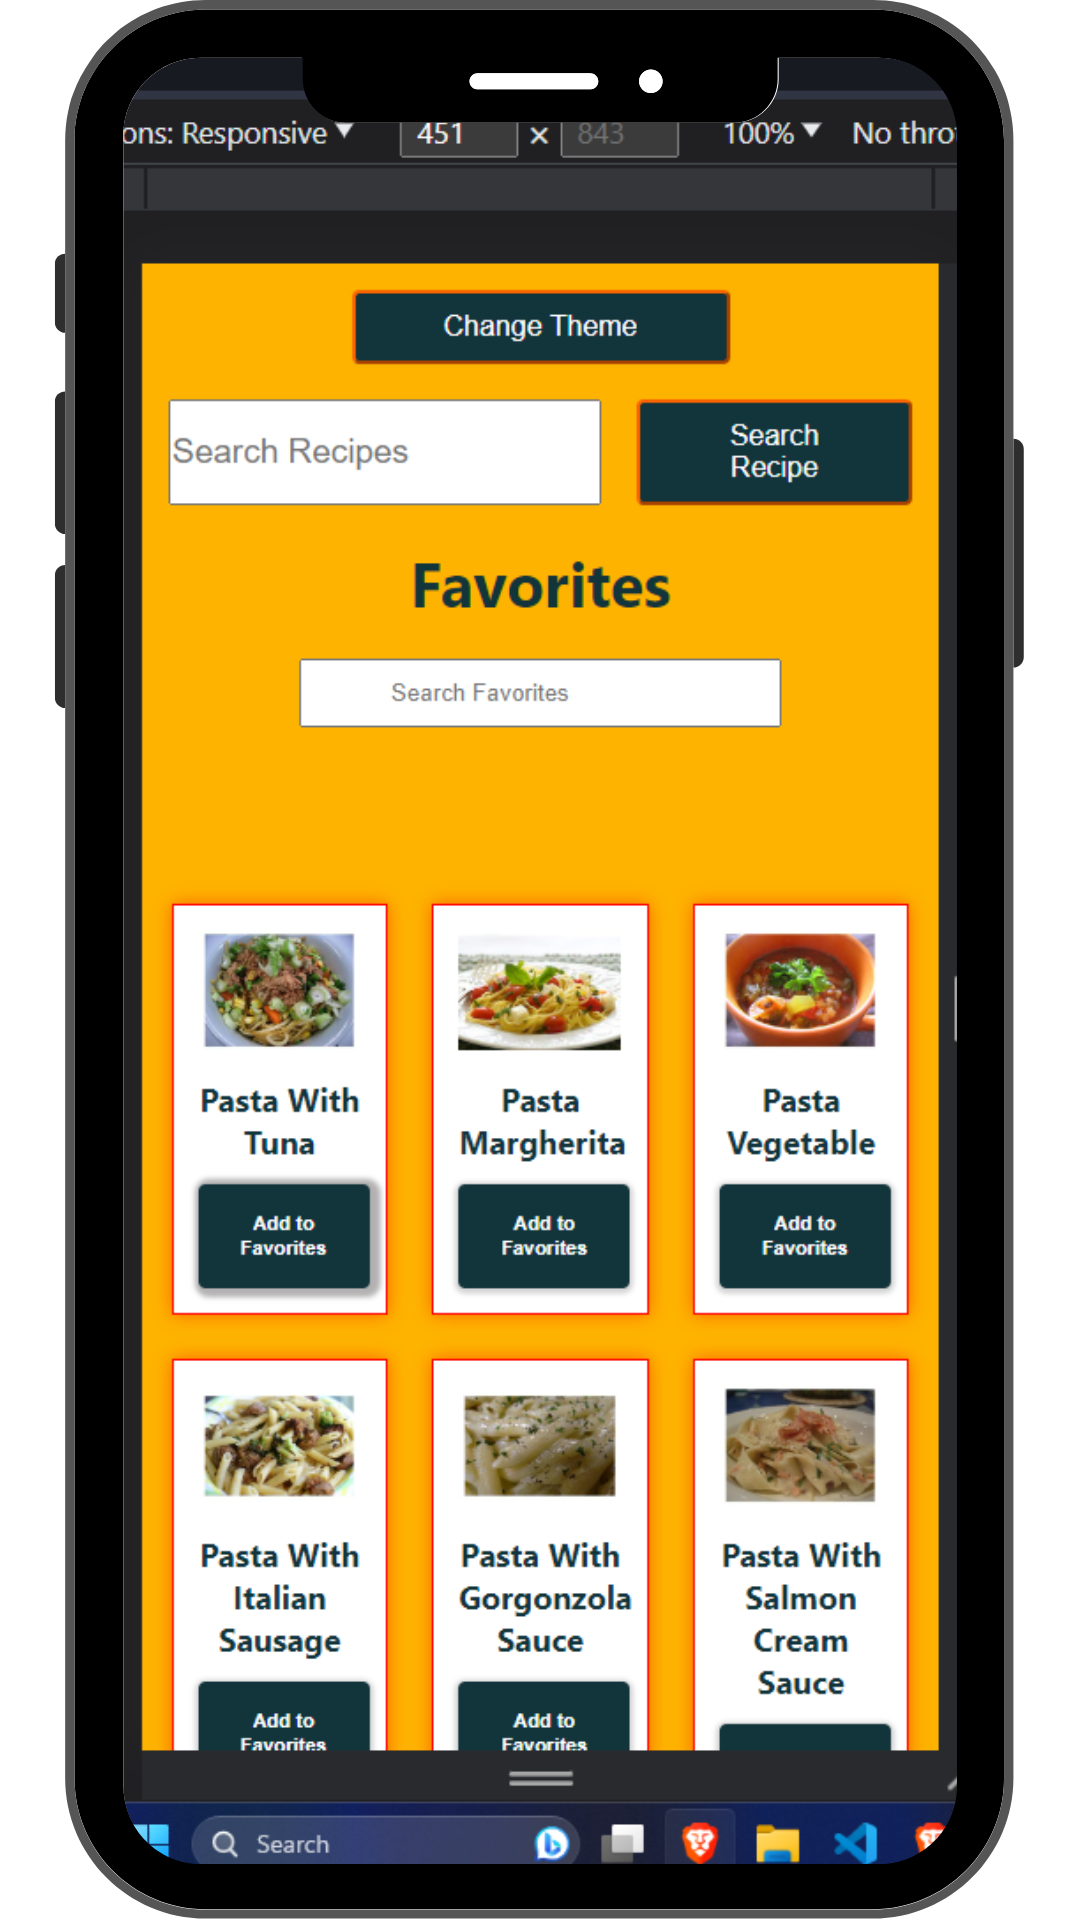 ons: Responsive 451 × 843 100% No thro
Change Theme
Search Recipes
Search
Recipe
Favorites
Search Favorites
Pasta With
Tuna
Add to
Favorites
Pasta
Margherita
Add to
Favorites
Pasta
Vegetable
Add to
Favorites
Pasta With
Italian
Sausage
Add to
Favorites
Pasta With
Gorgonzola
Sauce
Add to
Favorites
Pasta With
Salmon
Cream
Sauce
Search